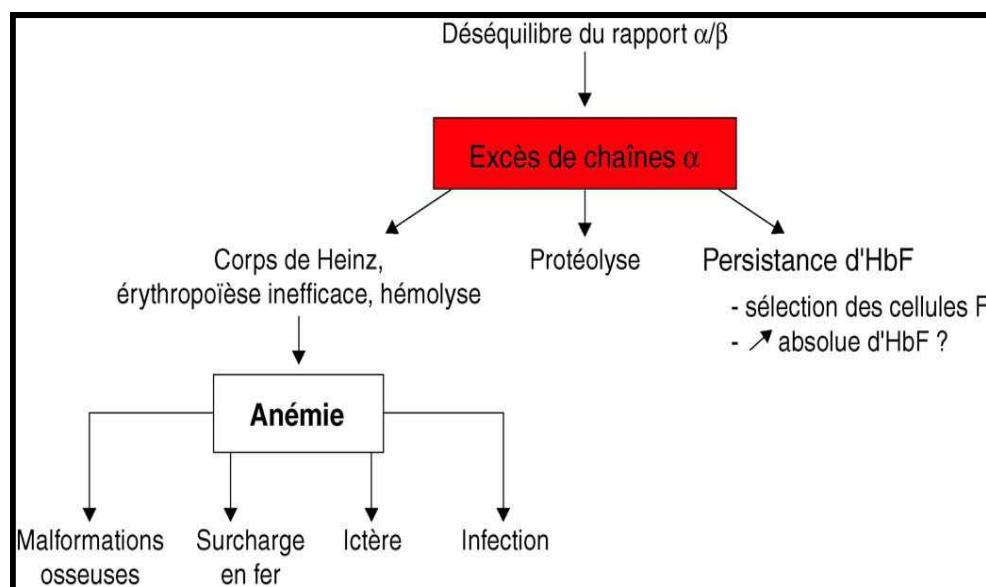 Déséquilibre du rapport α/β
Excès de chaînes α
Corps de Heinz,
érythropoïèse inefficace, hémolyse
Protéolyse
Persistance d'HbF
- sélection des cellules F
- ↗ absolue d'HbF ?
Anémie
Malformations
osseuses
Surcharge
en fer
Ictère
Infection